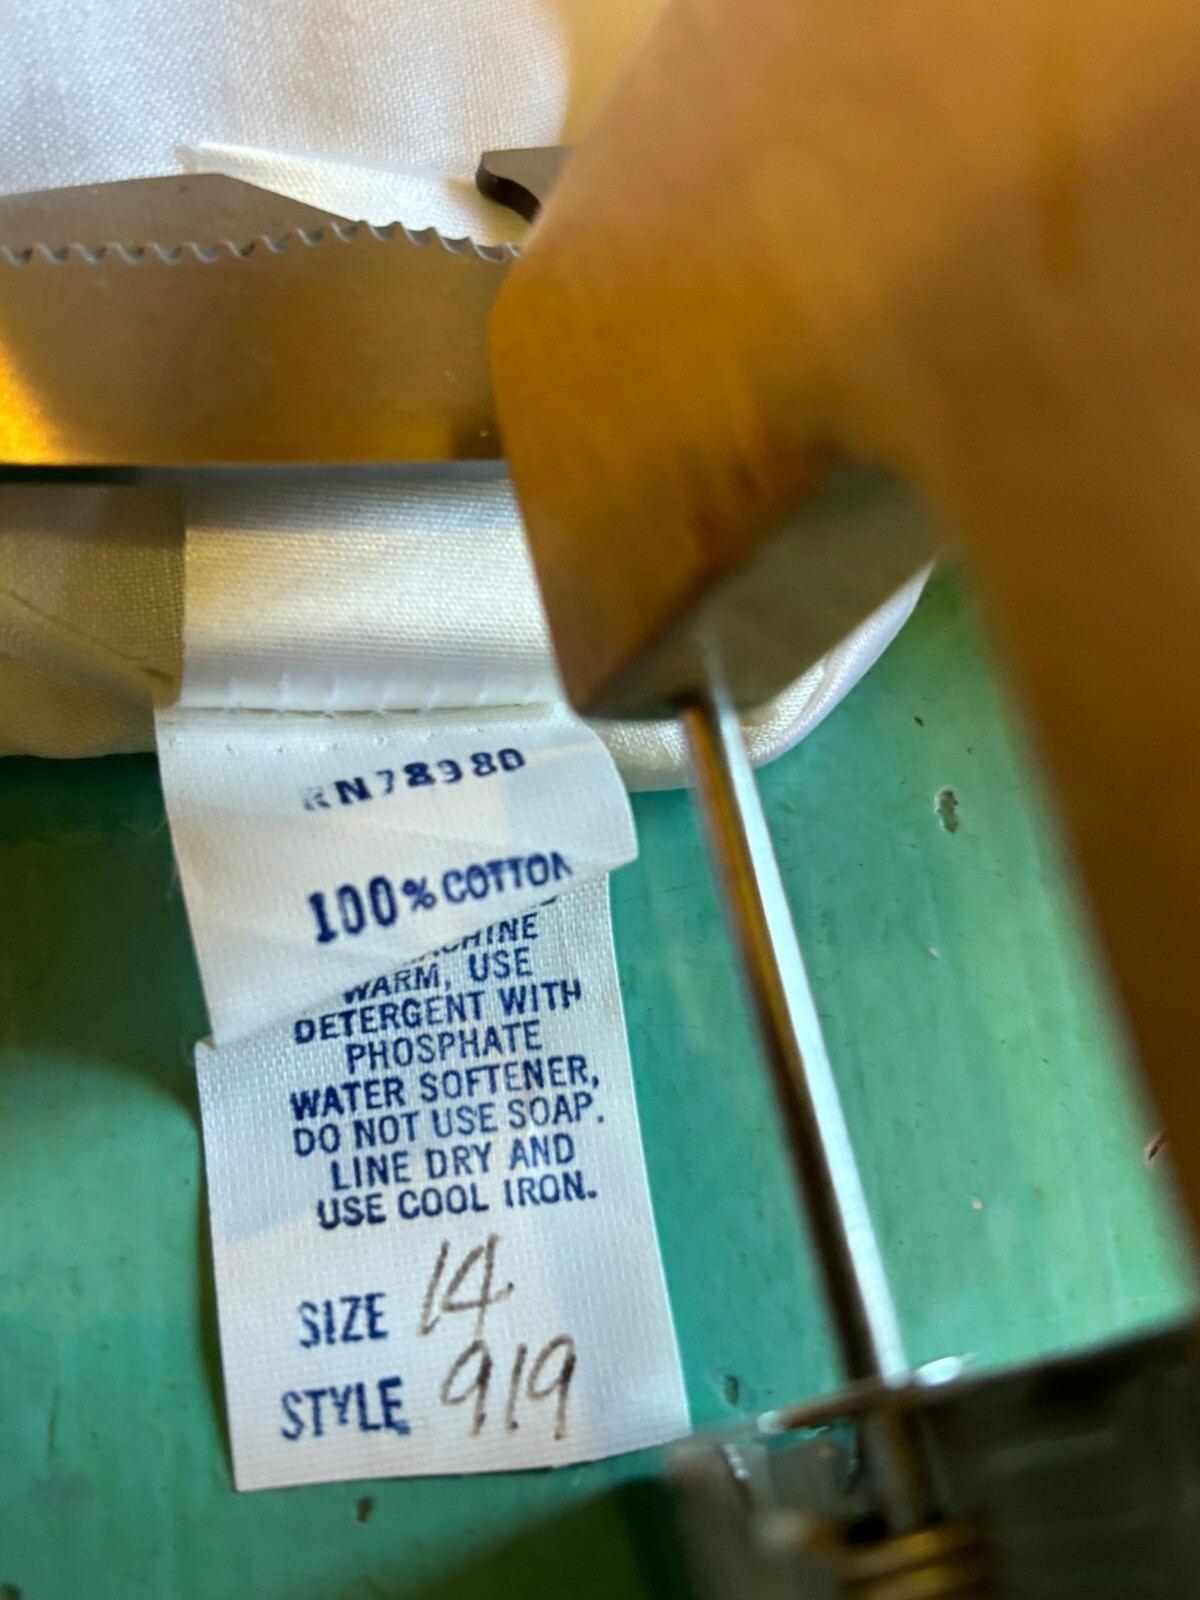 RN78980
100% COTTON
MACHINE
WARM, USE
DETERGENT WITH
PHOSPHATE
WATER SOFTENER,
DO NOT USE SOAP.
LINE DRY AND
USE COOL IRON.
SIZE 14
STYLE 919